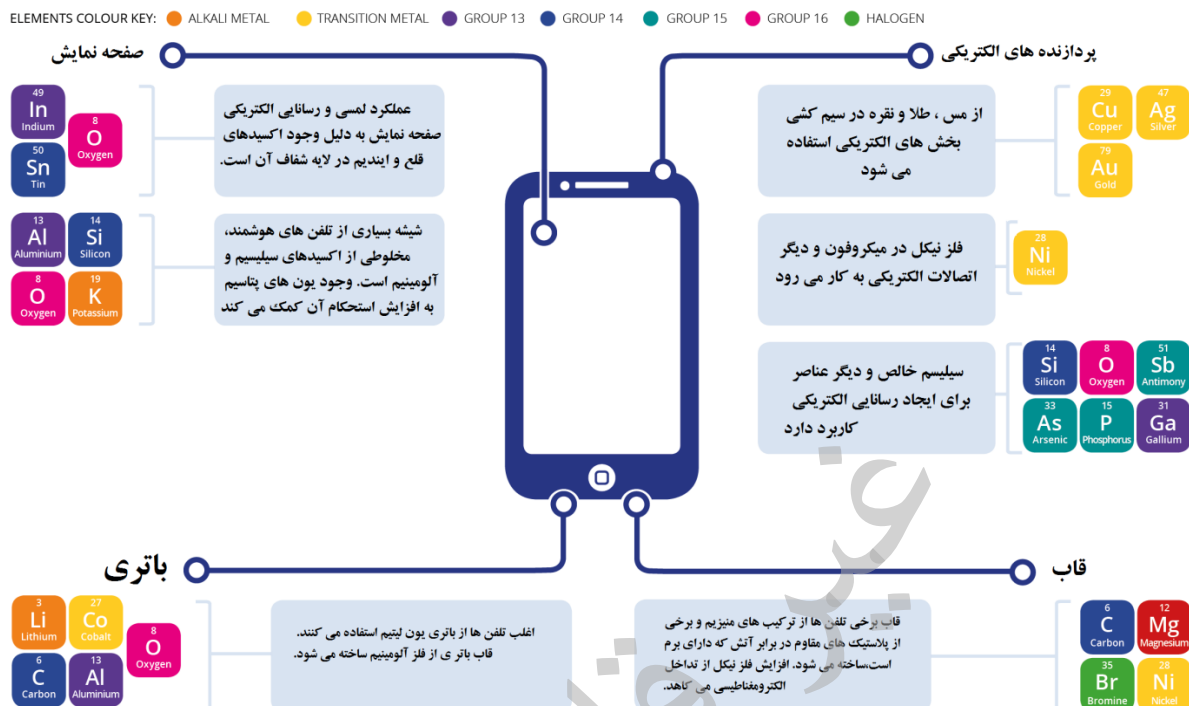 ELEMENTS COLOUR KEY: ALKALI METAL TRANSITION METAL GROUP 13 GROUP 14 GROUP 15 GROUP 16 HALOGEN
صفحه نمایش
49
In
Indium
8
O
Oxygen
50
Sn
Tin
عملکرد لمسی و رسانایی الکتریکی
صفحه نمایش به دلیل وجود اکسیدهای
قلع و ایندیم در لایه شفاف آن است.
13
Al
Aluminium
14
Si
Silicon
8
O
Oxygen
19
K
Potassium
شیشه بسیاری از تلفن های هوشمند،
مخلوطی از اکسیدهای سیلیسیم و
آلومینیم است. وجود یون های پتاسیم
به افزایش استحکام آن کمک می کند
پردازنده های الکتریکی
از مس ، طلا و نقره در سیم کشی
بخش های الکتریکی استفاده
می شود
29
Cu
Copper
47
Ag
Silver
79
Au
Gold
فلز نیکل در میکروفون و دیگر
اتصالات الکتریکی به کار می رود
28
Ni
Nickel
سیلیسم خالص و دیگر عناصر
برای ایجاد رسانایی الکتریکی
کاربرد دارد
14
Si
Silicon
8
O
Oxygen
51
Sb
Antimony
33
As
Arsenic
15
P
Phosphorus
31
Ga
Gallium
باتری
3
Li
Lithium
27
Co
Cobalt
8
O
Oxygen
6
C
Carbon
13
Al
Aluminium
اغلب تلفن ها از باتری یون لیتیم استفاده می کنند.
قاب باتر ی از فلز آلومینیم ساخته می شود.
قاب
قاب برخی تلفن ها از ترکیب های منیزیم و برخی
از پلاستیک های مقاوم در برابر آتش که دارای برم
است،ساخته می شود. افزایش فلز نیکل از تداخل
الکترومغناطیسی می کاهد.
6
C
Carbon
12
Mg
Magnesium
35
Br
Bromine
28
Ni
Nickel
غیر